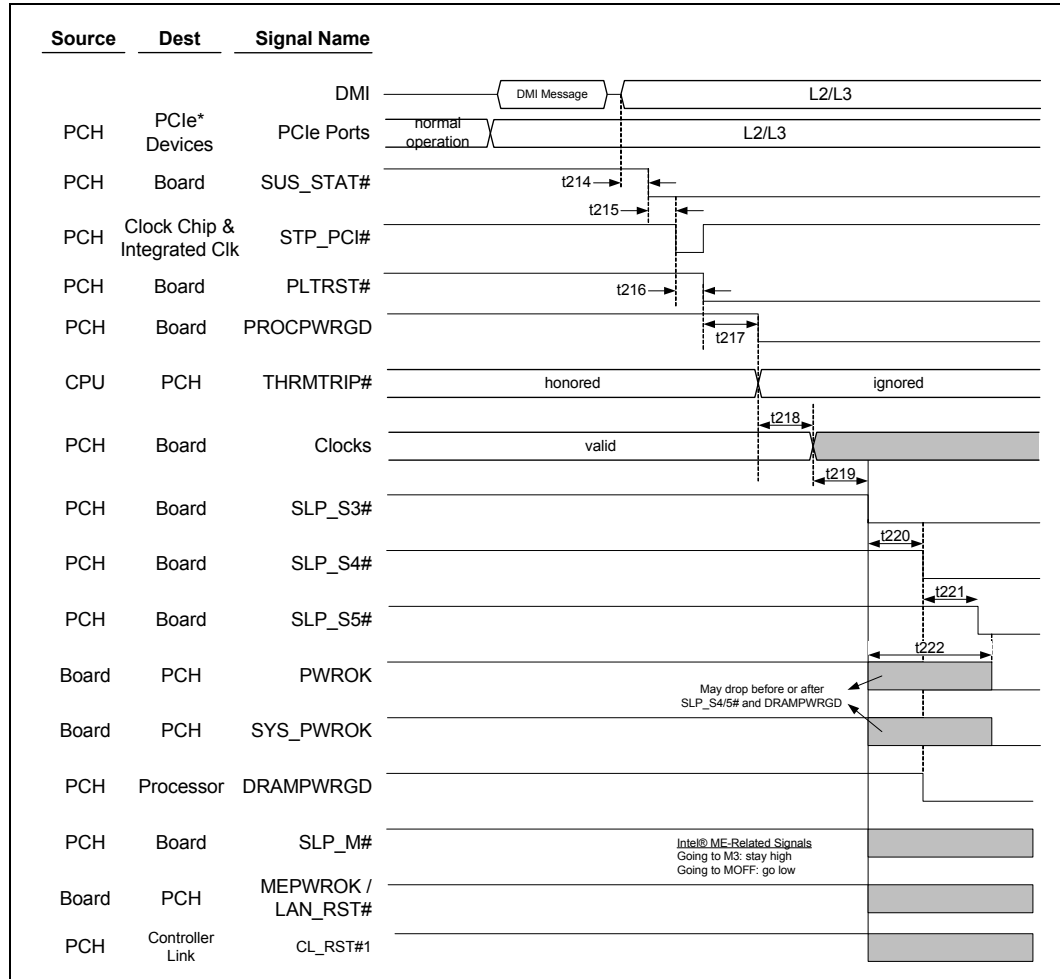 Source Dest Signal Name
DMI DMI Message L2/L3
PCH PCIe* Devices PCIe Ports normal operation L2/L3
PCH Board SUS_STAT# t214
t215
PCH Clock Chip & Integrated Clk STP_PCI#
PCH Board PLTRST# t216
PCH Board PROCPWRGD t217
CPU PCH THRMTRIP# honored ignored
t218
PCH Board Clocks valid
t219
PCH Board SLP_S3#
t220
PCH Board SLP_S4#
t221
PCH Board SLP_S5#
t222
Board PCH PWROK
May drop before or after
SLP_S4/5# and DRAMPWRGD
Board PCH SYS_PWROK
PCH Processor DRAMPWRGD
PCH Board SLP_M#
Intel® ME-Related Signals
Going to M3: stay high
Going to MOFF: go low
Board PCH MEPWROK / LAN_RST#
PCH Controller Link CL_RST#1